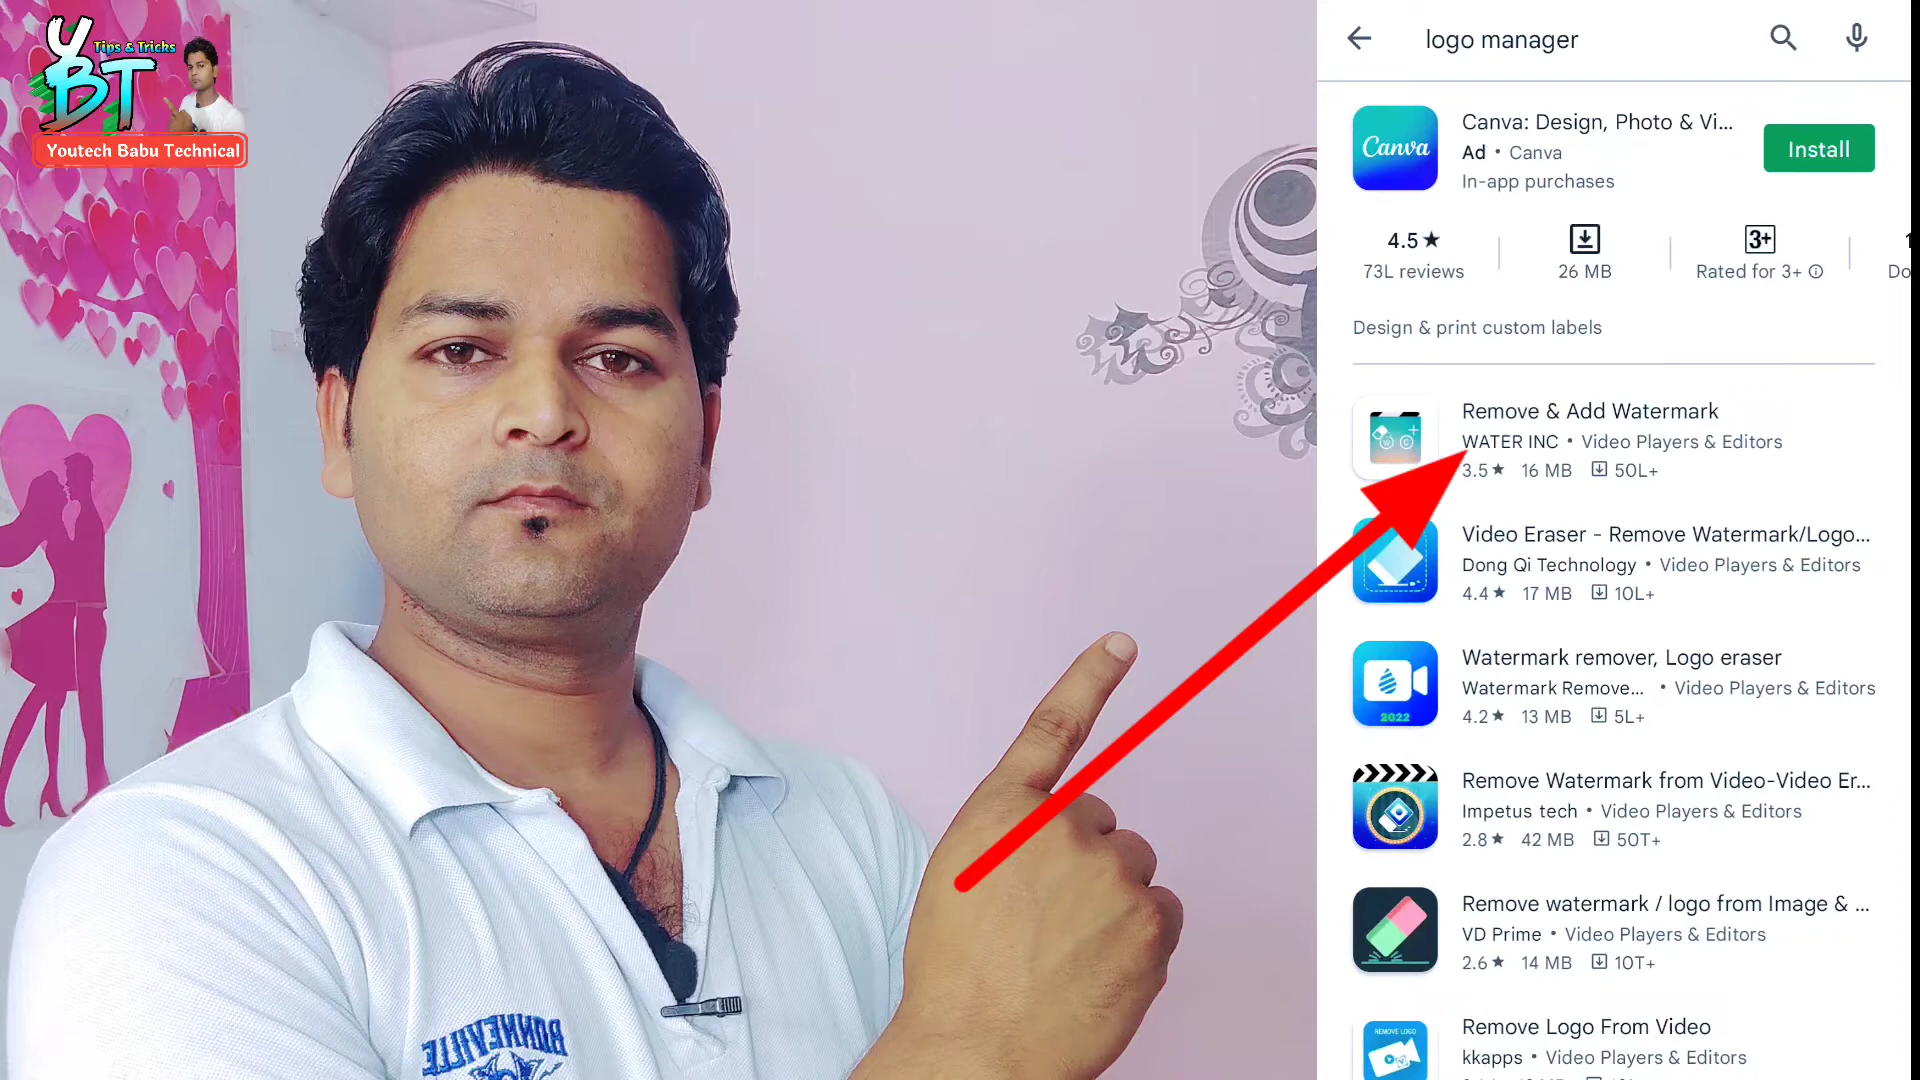 YBT
Tips & Tricks
Youtech Babu Technical
BONNEVILLE
logo manager
Canva
Canva: Design, Photo & Vi...
Ad • Canva
In-app purchases
Install
4.5★
73L reviews
26 MB
3+
Rated for 3+
Do
Design & print custom labels
Remove & Add Watermark
WATER INC • Video Players & Editors
3.5★ 16 MB 50L+
Video Eraser - Remove Watermark/Logo...
Dong Qi Technology • Video Players & Editors
4.4★ 17 MB 10L+
2022
Watermark remover, Logo eraser
Watermark Remove... • Video Players & Editors
4.2★ 13 MB 5L+
Remove Watermark from Video-Video Er...
Impetus tech • Video Players & Editors
2.8★ 42 MB 50T+
Remove watermark / logo from Image & ...
VD Prime • Video Players & Editors
2.6★ 14 MB 10T+
REMOVE LOGO
Remove Logo From Video
kkapps • Video Players & Editors